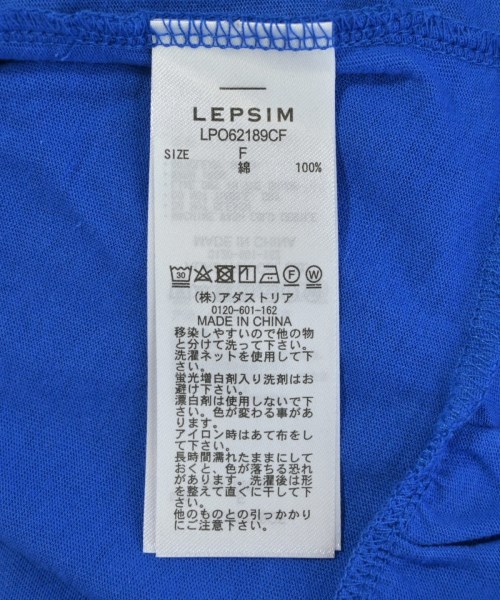 LEPSIM
LPO62189CF
SIZE F
綿 100%
30 F W
(株)アダストリア
0120-601-162
MADE IN CHINA
移染しやすいので他の物
と分けて洗って下さい。
洗濯ネットを使用して下
さい。
蛍光増白剤入り洗剤はお
避け下さい。
漂白剤は使用しないで下
さい。色が変わる事があ
ります。
アイロン時はあて布をし
て下さい。
長時間濡れたままにして
おくと、色が落ちる恐れ
があります。洗濯後は形
を整えて直ぐに干して下
さい。
他のものとの引っかかり
にご注意下さい。